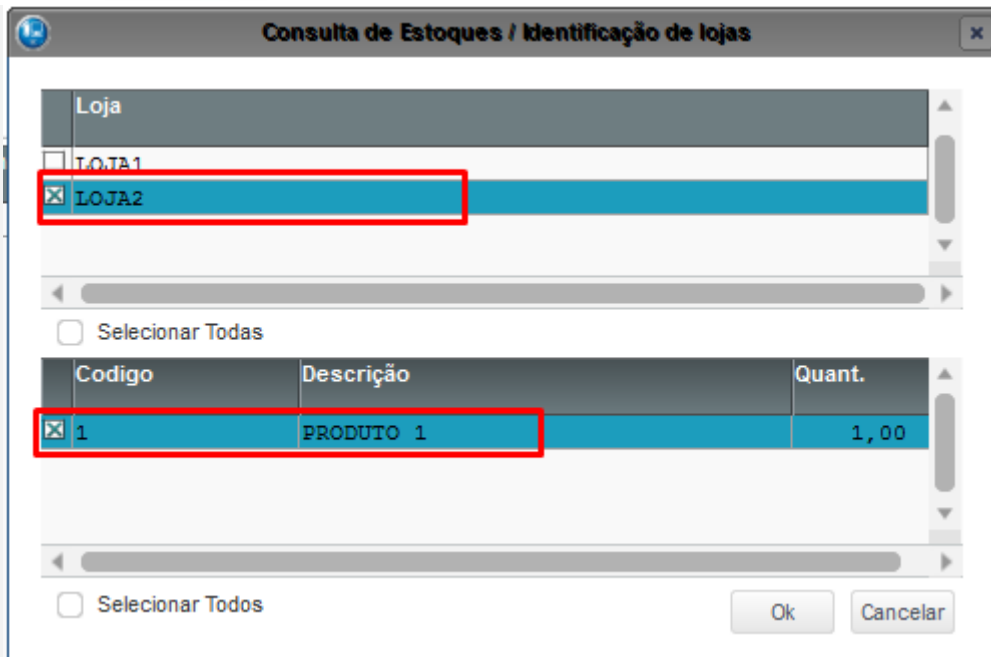 Consulta de Estoques / Identificação de lojas
Loja
LOJA1
LOJA2
Selecionar Todas
Codigo Descrição Quant.
1 PRODUTO 1 1,00
Selecionar Todos
Ok Cancelar